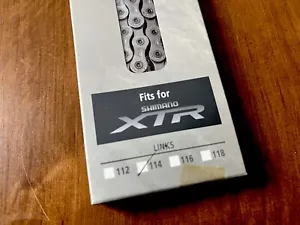 Fits for
SHIMANO
XTR
LINKS
112 114 116 118